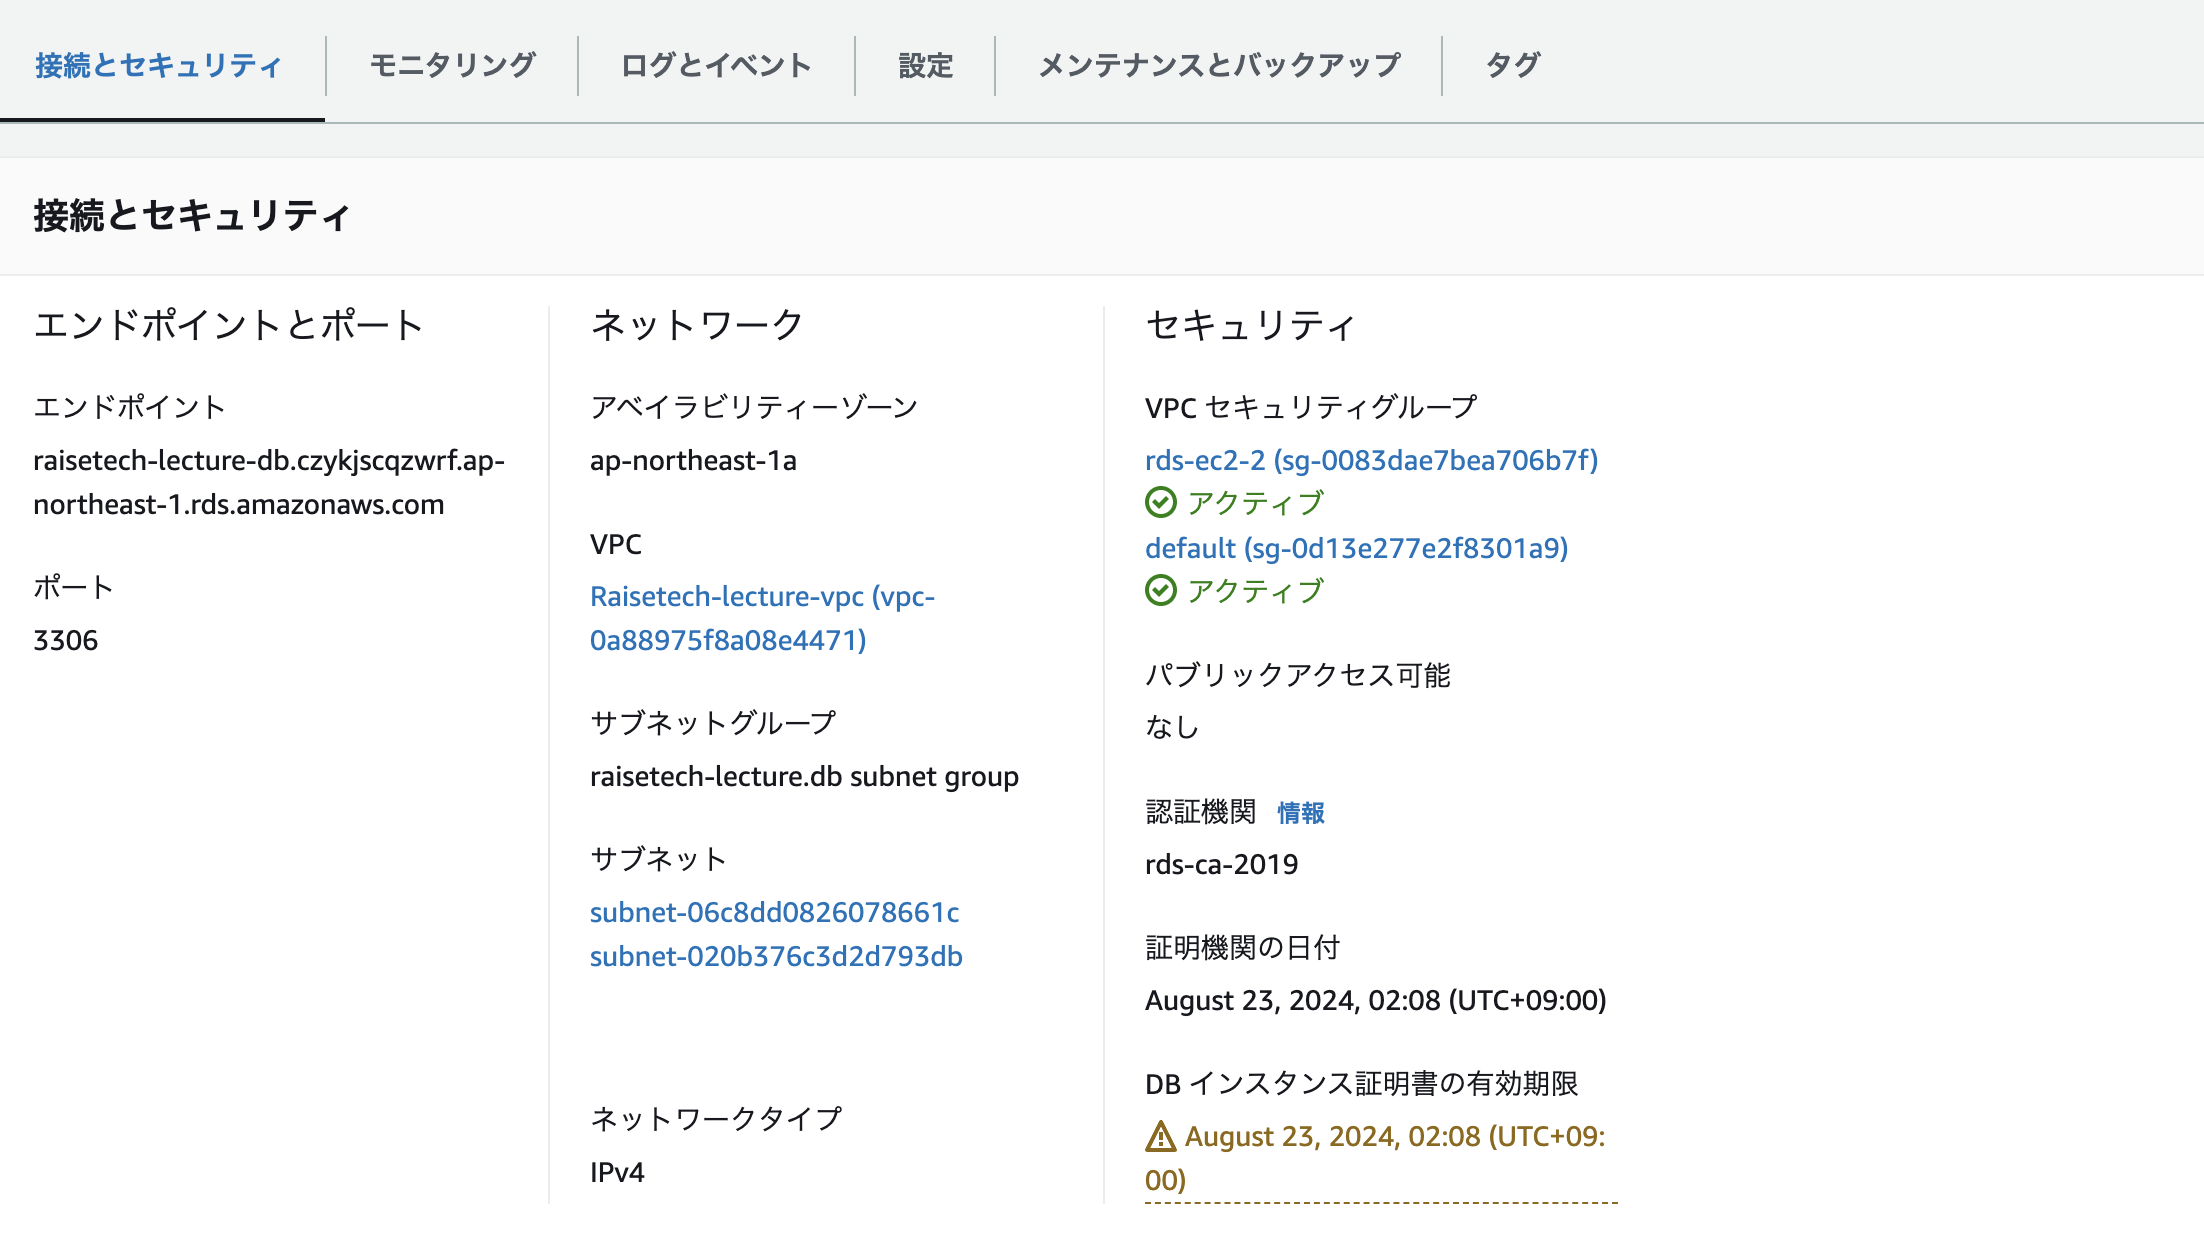 接続とセキュリティ
モニタリング
ログとイベント
設定
メンテナンスとバックアップ
タグ
接続とセキュリティ
エンドポイントとポート
エンドポイント
raisetech-lecture-db.czykjscqzwrf.ap-
northeast-1.rds.amazonaws.com
ポート
3306
ネットワーク
アベイラビリティーゾーン
ap-northeast-1a
VPC
Raisetech-lecture-vpc (vpc-
0a88975f8a08e4471)
サブネットグループ
raisetech-lecture.db subnet group
サブネット
subnet-06c8dd0826078661c
subnet-020b376c3d2d793db
ネットワークタイプ
IPv4
セキュリティ
VPC セキュリティグループ
rds-ec2-2 (sg-0083dae7bea706b7f)
アクティブ
default (sg-0d13e277e2f8301a9)
アクティブ
パブリックアクセス可能
なし
認証機関 情報
rds-ca-2019
証明機関の日付
August 23, 2024, 02:08 (UTC+09:00)
DB インスタンス証明書の有効期限
August 23, 2024, 02:08 (UTC+09:
00)